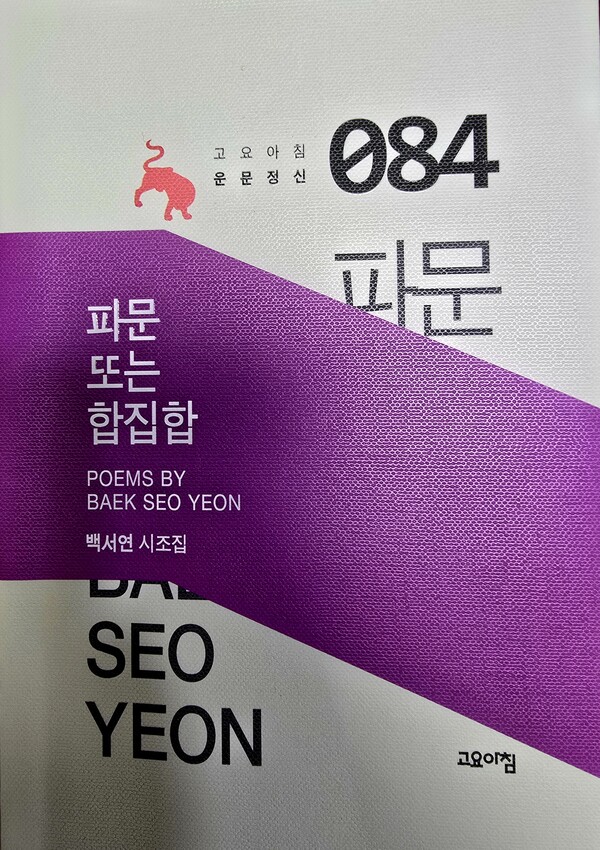 고요아침
운문정신
084
파문
파문
또는
합집합
POEMS BY
BAEK SEO YEON
백서연 시조집
BAE
SEO
YEON
고요아침